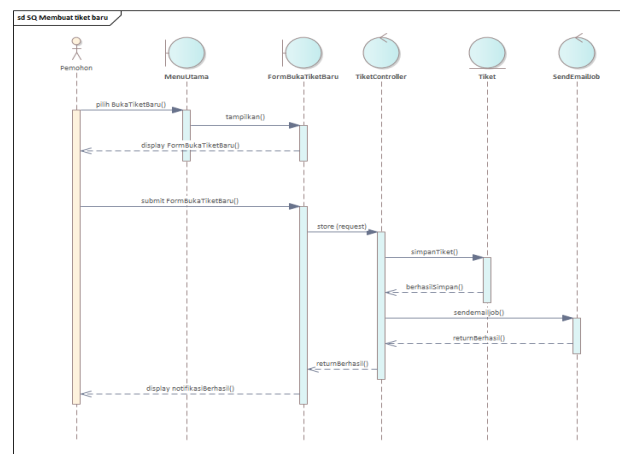 sd SQ Membuat tiket baru
Pemohon
MenuUtama
FormBukaTiketBaru
TiketController
Tiket
SendEmailJob
pilih BukaTiketBaru()
tampilkan()
display FormBukaTiketBaru()
submit FormBukaTiketBaru()
store (request)
simpanTiket()
berhasilSimpan()
sendemailjob()
returnBerhasil()
returnBerhasil()
display notifikasiBerhasil()